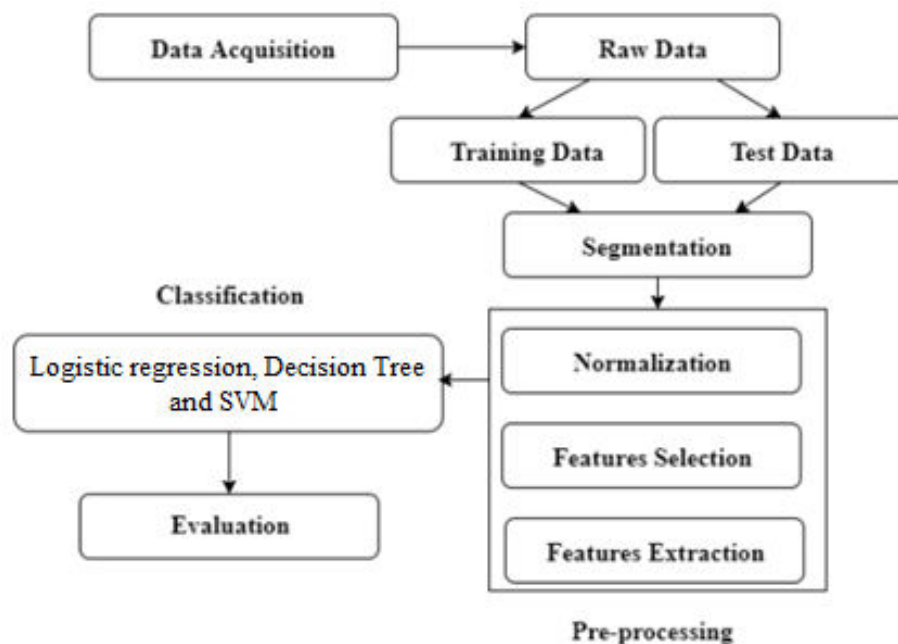 Data Acquisition
Raw Data
Training Data
Test Data
Segmentation
Classification
Logistic regression, Decision Tree
and SVM
Normalization
Features Selection
Evaluation
Features Extraction
Pre-processing